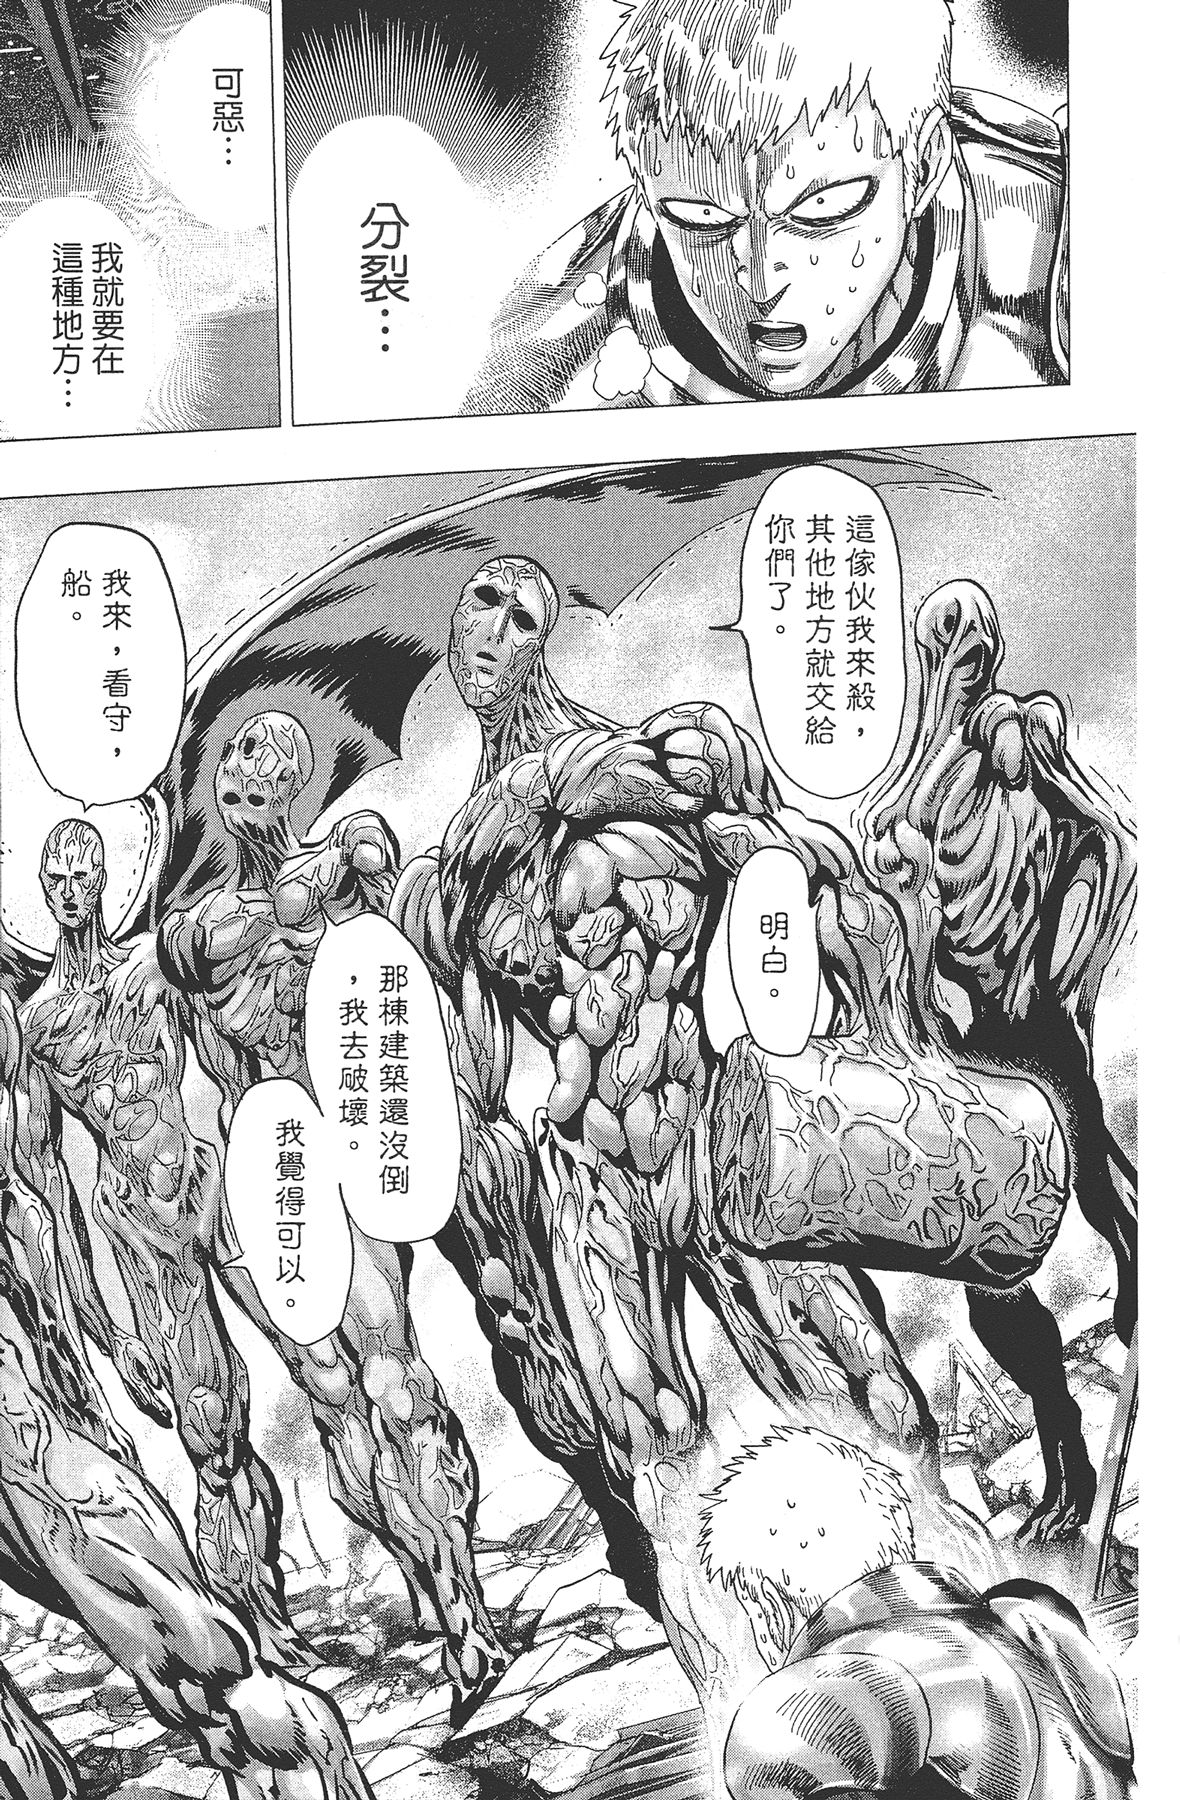 分裂…
可惡…
我就要在
這種地方…
這傢伙我來殺，
其他地方就交給
你們了。
明白。
那棟建築還沒倒
，我去破壞。
我覺得可以。
我來，看守，
船。